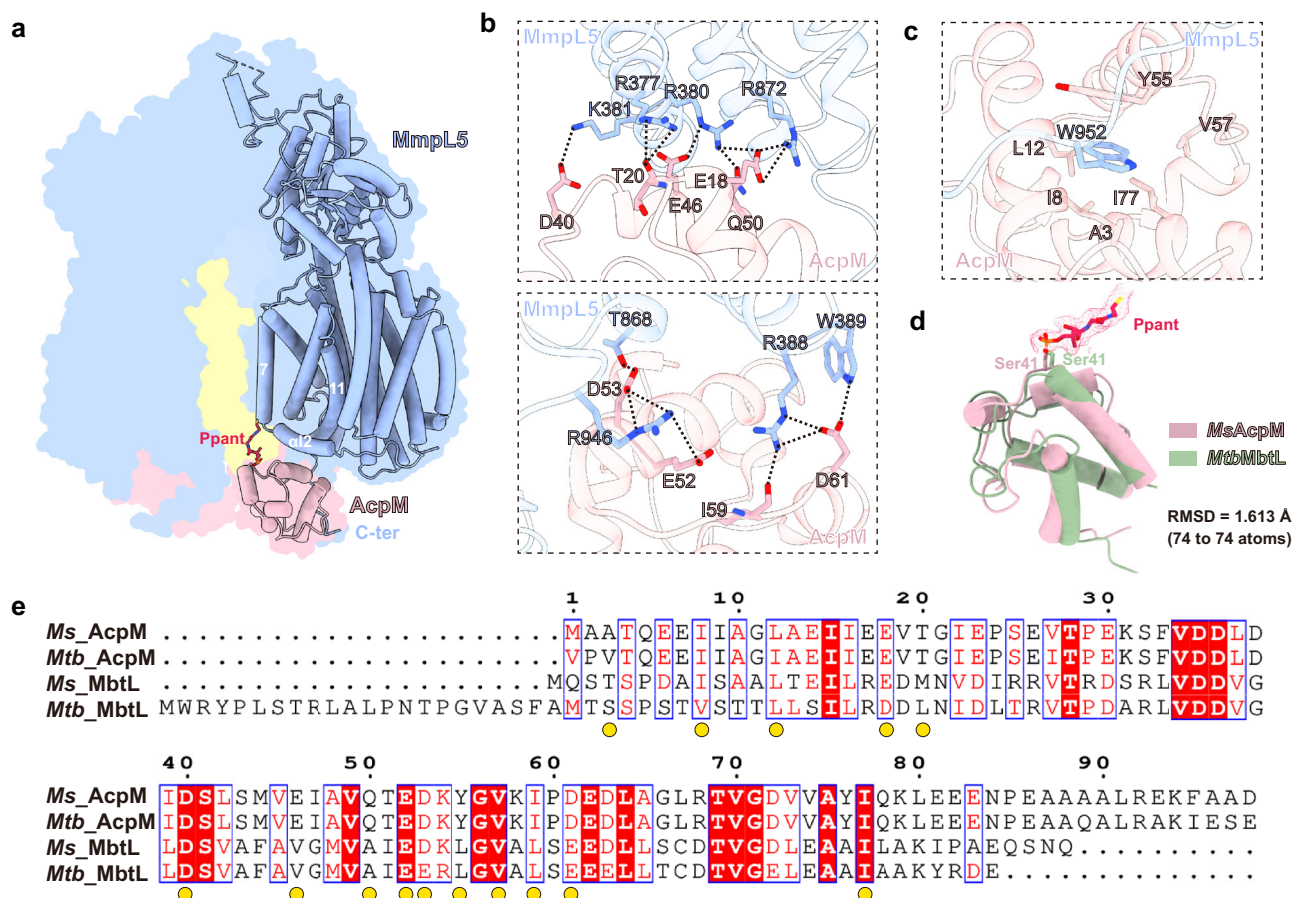 a
MmpL5
7
11
αI2
Ppant
AcpM
C-ter
b
MmpL5
R377
R380
R872
K381
T20
E18
E46
D40
Q50
AcpM
MmpL5
T868
W389
R388
D53
R946
E52
D61
I59
AcpM
c
MmpL5
Y55
V57
W952
L12
I8
I77
A3
AcpM
d
Ppant
Ser41 Ser41
MsAcpM
MtbMbtL
RMSD = 1.613 Å
(74 to 74 atoms)
e
1 10 20 30
Ms_AcpM ......................MAATQEEIIAGLAEIIEEVTGIEPSEVTPEKSFVDDLD
Mtb_AcpM ......................VPVTQEEIIAGIAEIIEEVTGIEPSEITPEKSFVDDLD
Ms_MbtL .....................MQSTSPDAISAALTEILREDMNVDIRRVTRDSRLVDDVG
Mtb_MbtL MWRYPLSTRLALPNTPGVASFAMTSSPSTVSTTLLSILRDDLNIDLTRVTPDARLVDDVG
40 50 60 70 80 90
Ms_AcpM IDSLSMVEIAVQTEDKYGVKIPDEDLAGLRTVGDVVAYIQKLEEENPEAAAALREKFAAD
Mtb_AcpM IDSLSMVEIAVQTEDKYGVKIPDEDLAGLRTVGDVVAYIQKLEEENPEAAQALRAKIESE
Ms_MbtL LDSVAFAVGMVAIEDKLGVALSEEDLLSCDTVGDLEAAILAKIPAEQSNQ..........
Mtb_MbtL LDSVAFAVGMVAIEERLGVALSEEELLTCDTVGELEAAIAAKYRDE..............